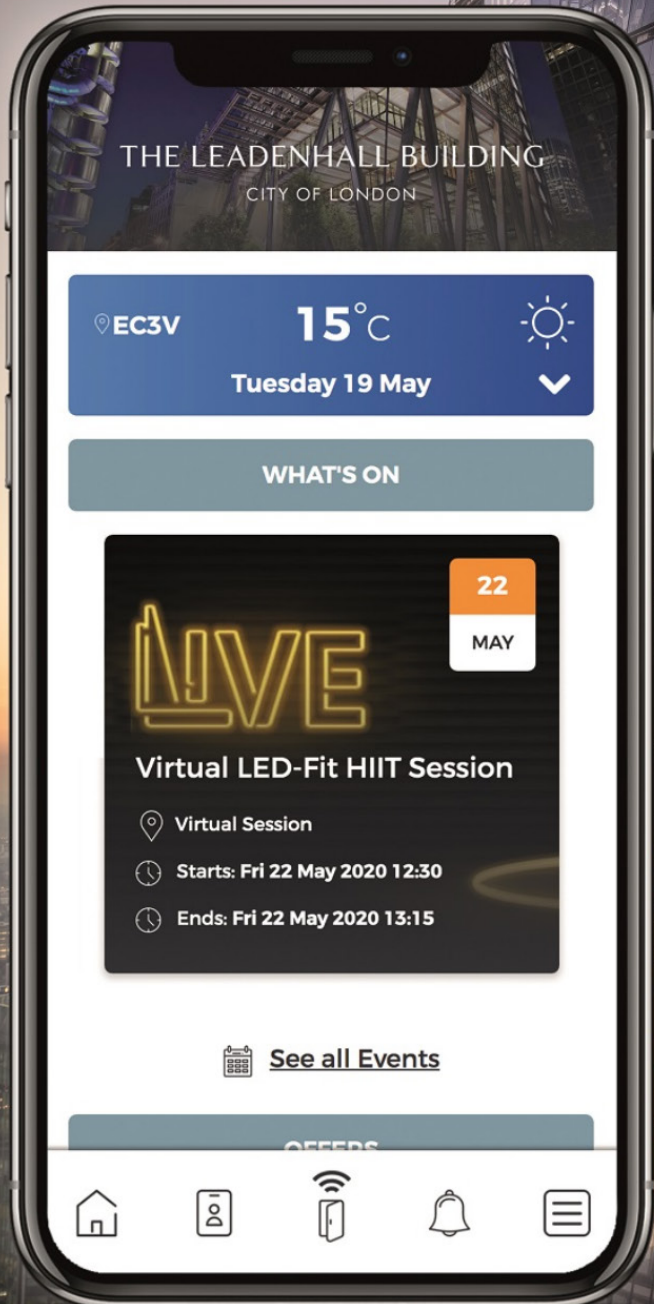 THE LEADENHALL BUILDING
CITY OF LONDON
EC3V
15°C
Tuesday 19 May
WHAT'S ON
22
MAY
LIVE
Virtual LED-Fit HIIT Session
Virtual Session
Starts: Fri 22 May 2020 12:30
Ends: Fri 22 May 2020 13:15
See all Events
OFFERS